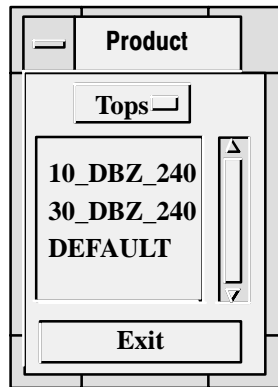 Product
Tops
10_DBZ_240
30_DBZ_240
DEFAULT
Exit